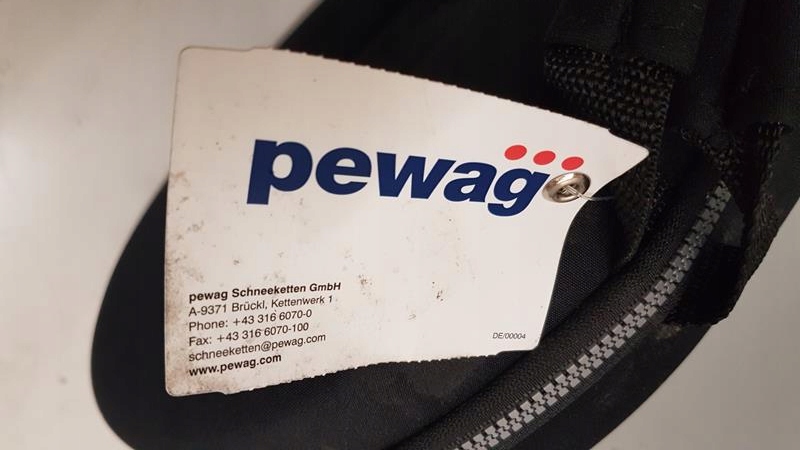 pewag
pewag Schneeketten GmbH
A-9371 Brückl, Kettenwerk 1
Phone: +43 316 6070-0
Fax: +43 316 6070-100
schneeketten@pewag.com
www.pewag.com
DE/00004